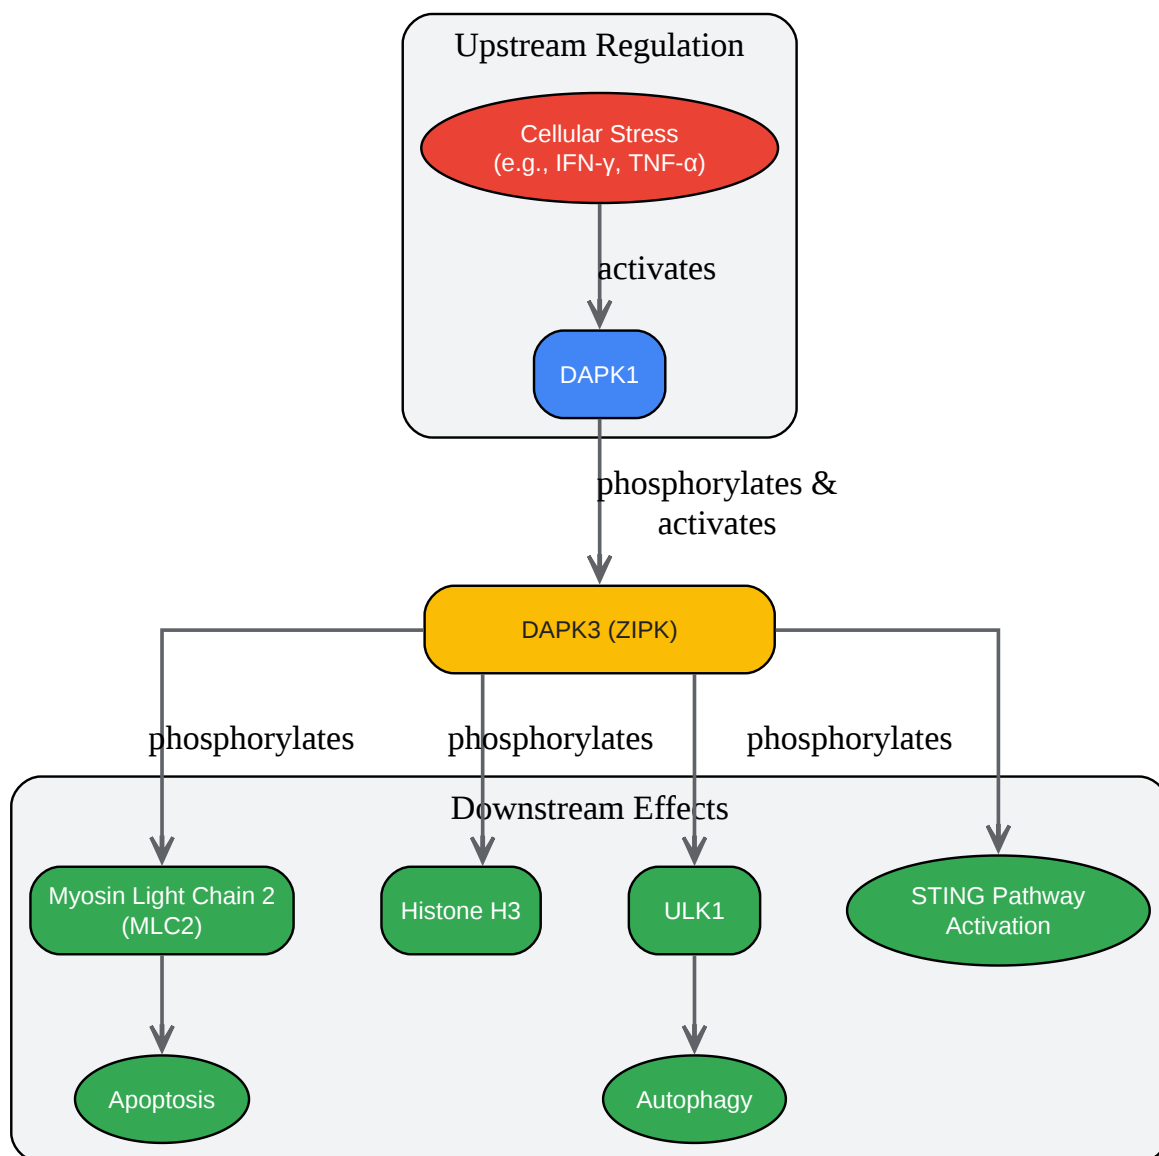 Upstream Regulation
Cellular Stress
(e.g., IFN-γ, TNF-α)
activates
DAPK1
phosphorylates &
activates
DAPK3 (ZIPK)
phosphorylates
phosphorylates
phosphorylates
Downstream Effects
Myosin Light Chain 2
(MLC2)
Histone H3
ULK1
STING Pathway
Activation
Apoptosis
Autophagy